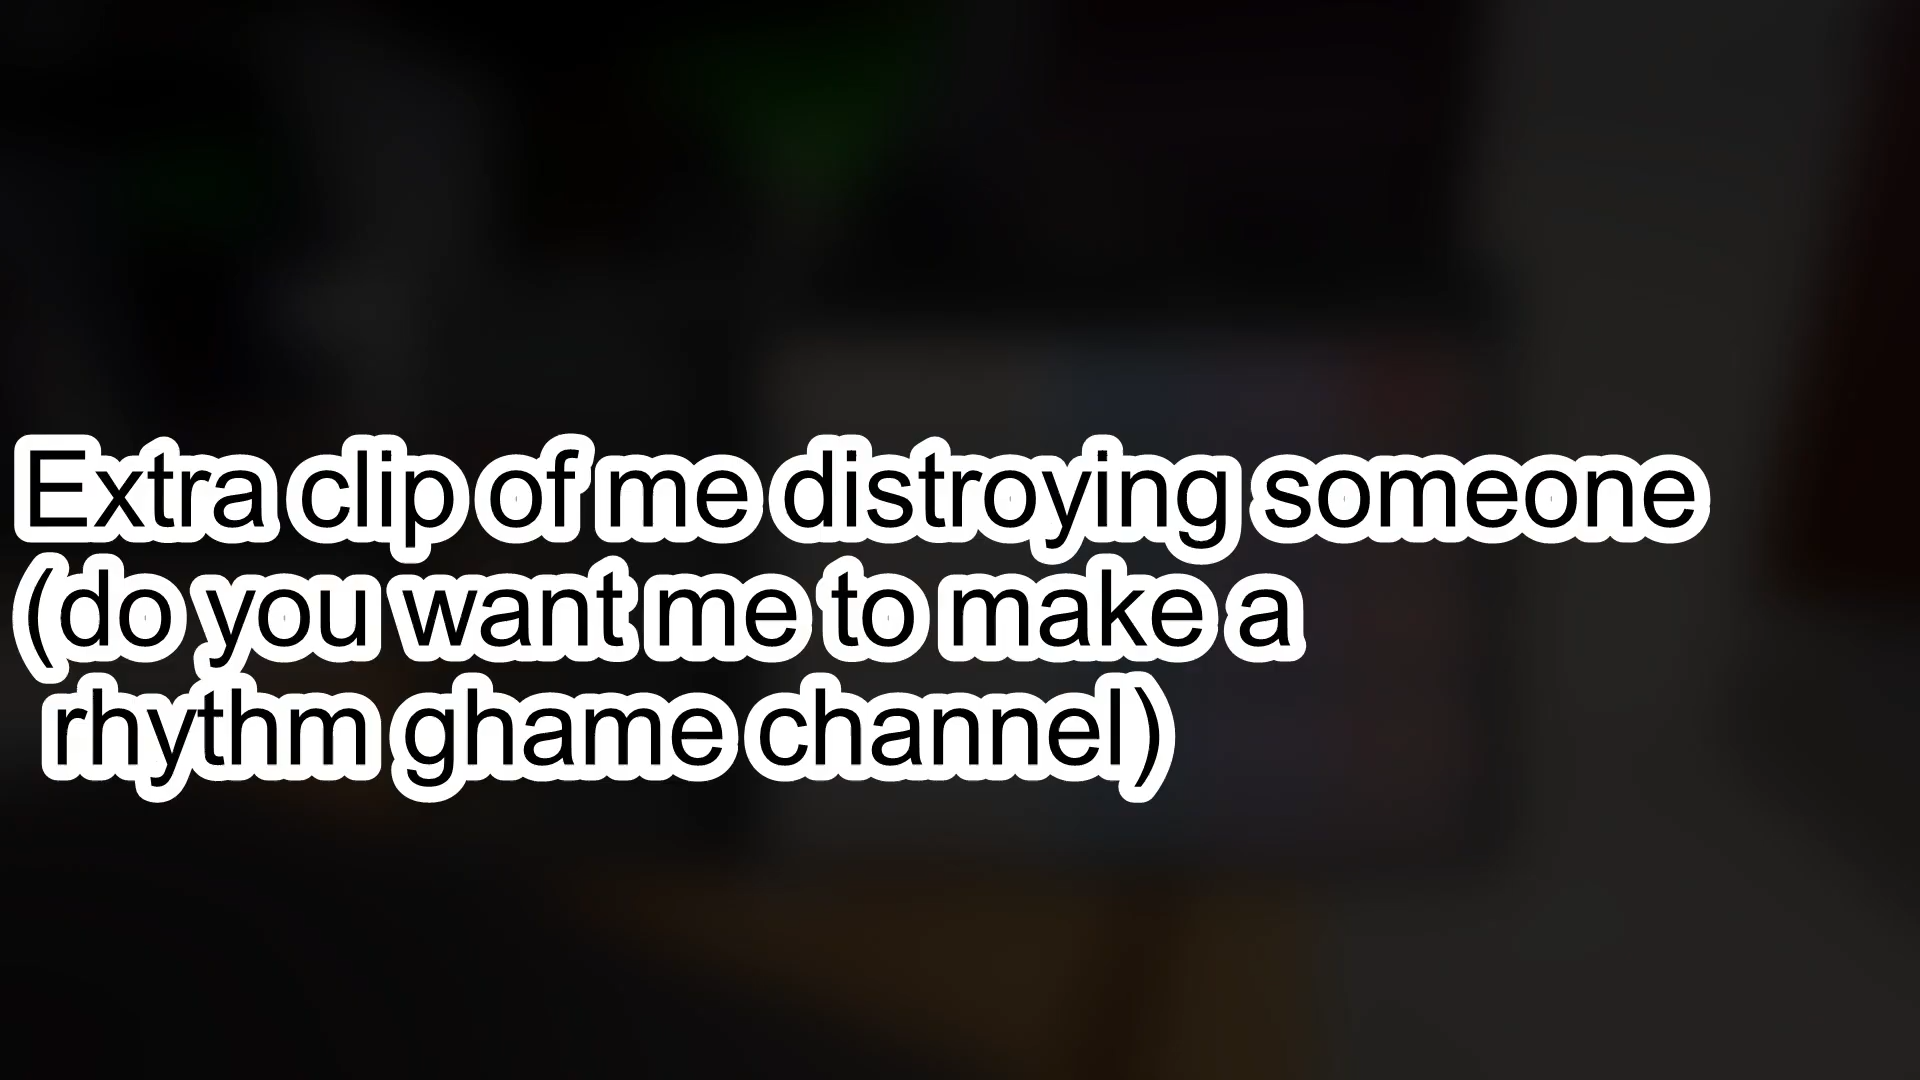 Extra clip of me distroying someone
(do you want me to make a
rhythm ghame channel)